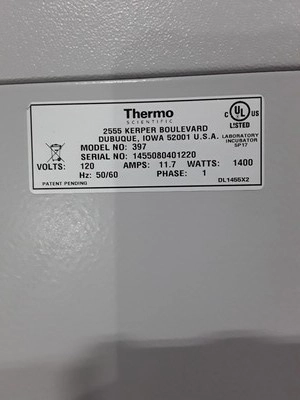 Thermo
SCIENTIFIC
2555 KERPER BOULEVARD
DUBUQUE, IOWA 52001 U.S.A.
MODEL NO: 397
SERIAL NO: 1455080401220
VOLTS: 120 AMPS: 11.7 WATTS: 1400
Hz: 50/60 PHASE: 1
PATENT PENDING
DL1455X2
C UL US
LISTED
LABORATORY
INCUBATOR
5P17